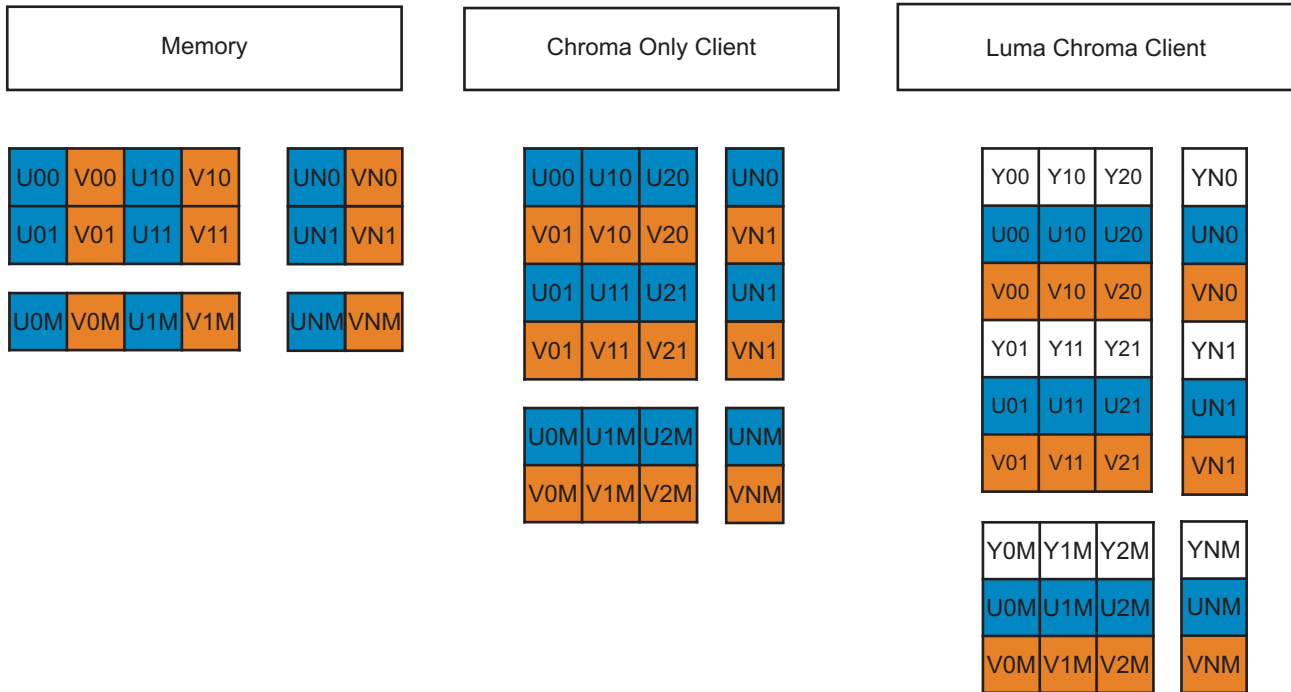 Memory
Chroma Only Client
Luma Chroma Client
U00 V00 U10 V10 UN0 VN0
U01 V01 U11 V11 UN1 VN1
U0M V0M U1M V1M UNM VNM
U00 U10 U20 UN0
V01 V10 V20 VN1
U01 U11 U21 UN1
V01 V11 V21 VN1
U0M U1M U2M UNM
V0M V1M V2M VNM
Y00 Y10 Y20 YN0
U00 U10 U20 UN0
V00 V10 V20 VN0
Y01 Y11 Y21 YN1
U01 U11 U21 UN1
V01 V11 V21 VN1
Y0M Y1M Y2M YNM
U0M U1M U2M UNM
V0M V1M V2M VNM